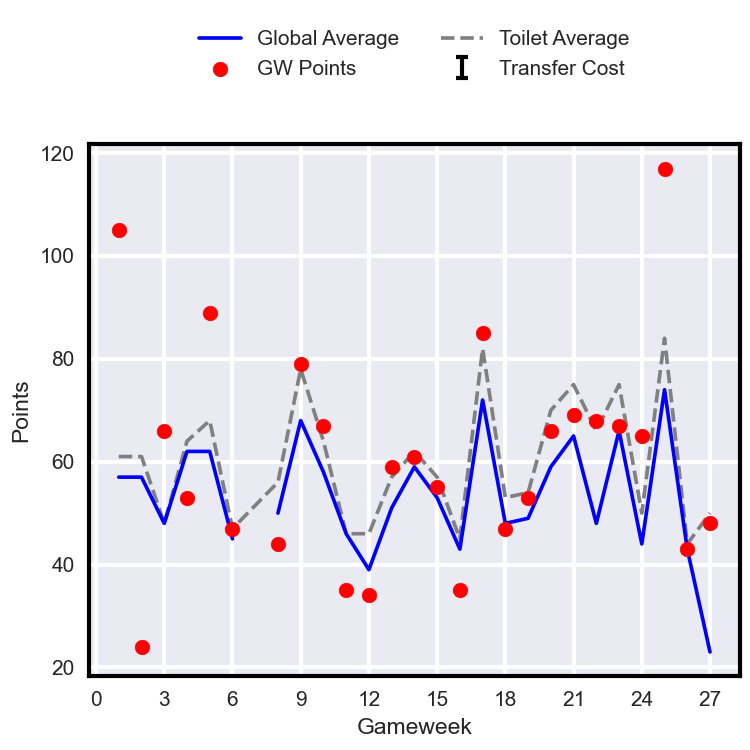 Global Average
Toilet Average
GW Points
Transfer Cost
120
100
80
60
40
20
Points
0 3 6 9 12 15 18 21 24 27
Gameweek